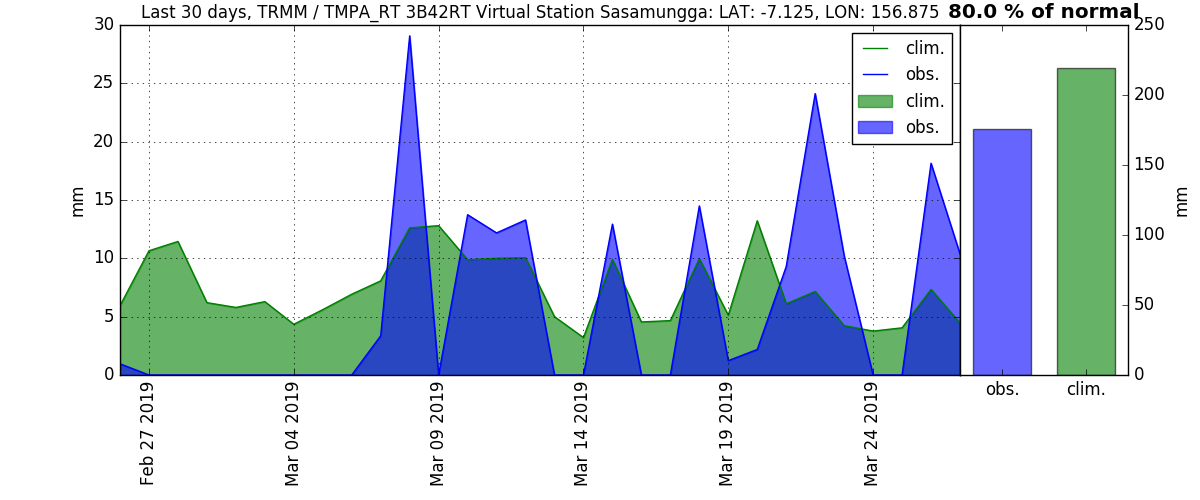 Last 30 days, TRMM / TMPA_RT 3B42RT Virtual Station Sasamungga: LAT: -7.125, LON: 156.875 80.0 % of normal
30
25
20
15
10
5
0
mm
clim.
obs.
clim.
obs.
Feb 27 2019
Mar 04 2019
Mar 09 2019
Mar 14 2019
Mar 19 2019
Mar 24 2019
250
200
150
100
50
0
mm
obs. clim.